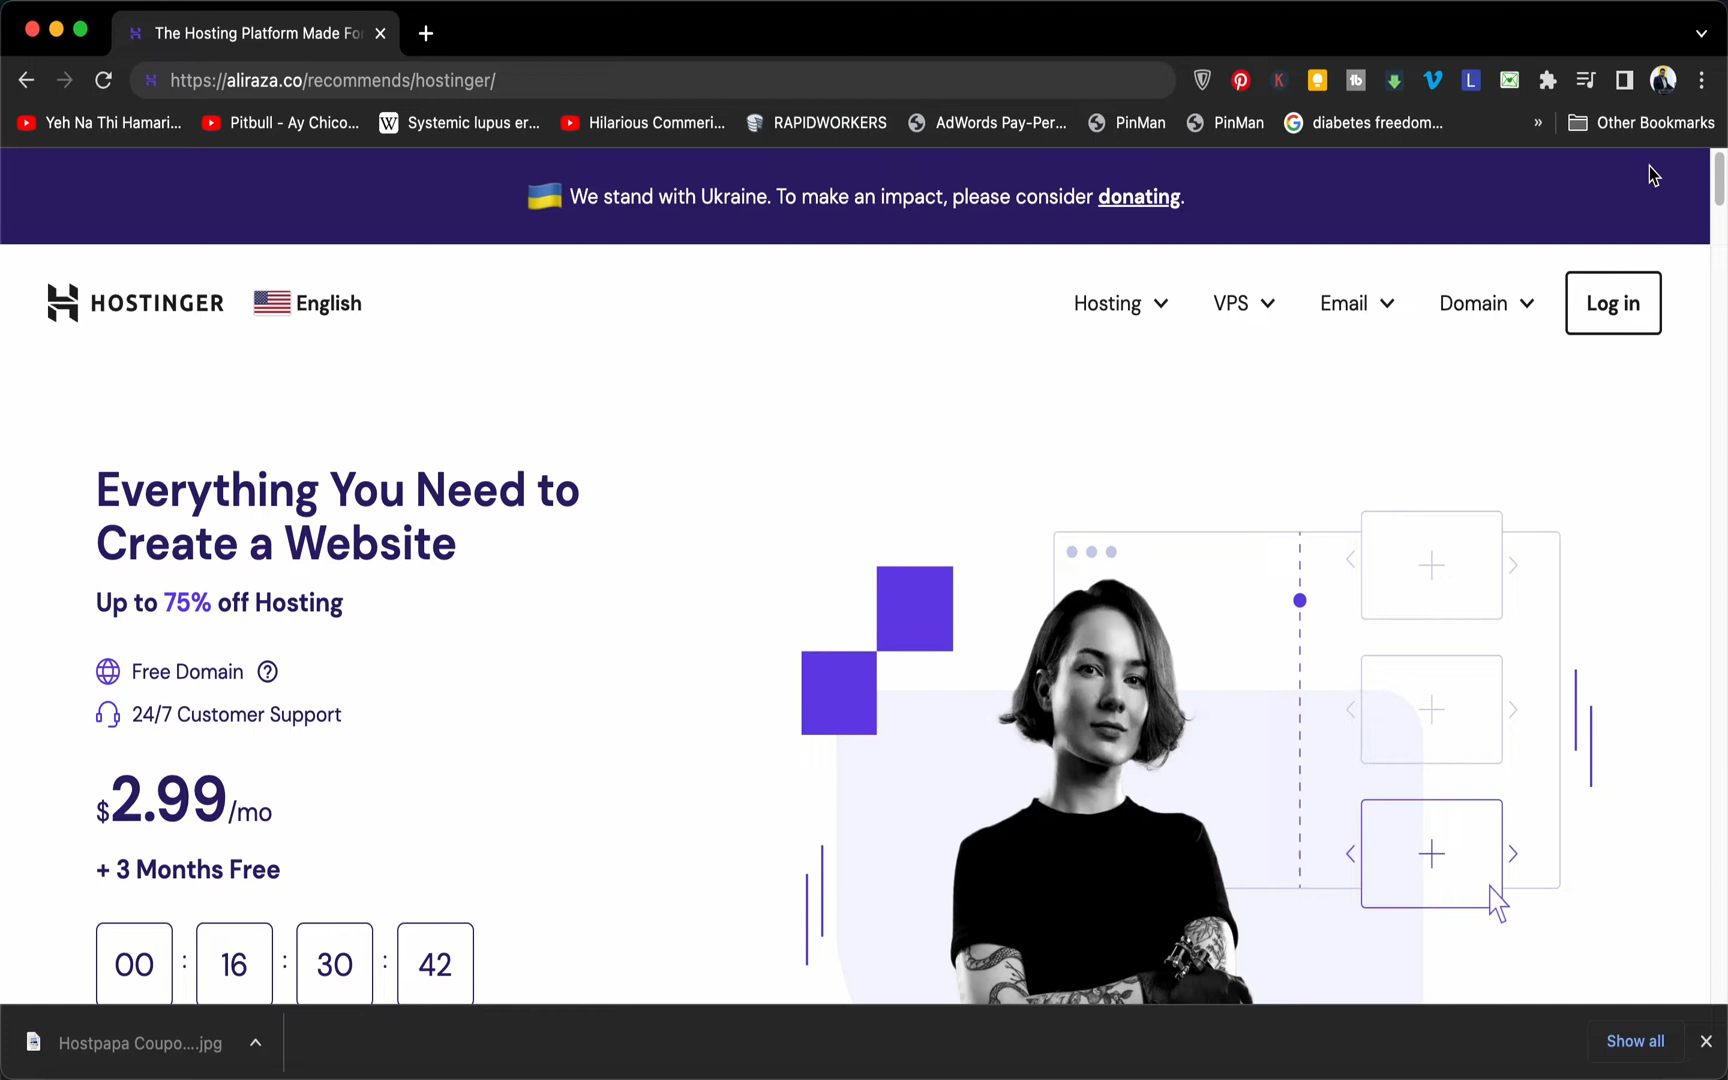 The Hosting Platform Made Fo
https://aliraza.co/recommends/hostinger/
Yeh Na Thi Hamari...
Pitbull - Ay Chico...
Systemic lupus er...
Hilarious Commeri...
RAPIDWORKERS
AdWords Pay-Per...
PinMan
PinMan
diabetes freedom...
»
Other Bookmarks
We stand with Ukraine. To make an impact, please consider donating.
HOSTINGER
English
Hosting
VPS
Email
Domain
Log in
Everything You Need to
Create a Website
Up to 75% off Hosting
Free Domain
24/7 Customer Support
$2.99/mo
+ 3 Months Free
00 : 16 : 30 : 42
Hostpapa Coupo....jpg
Show all